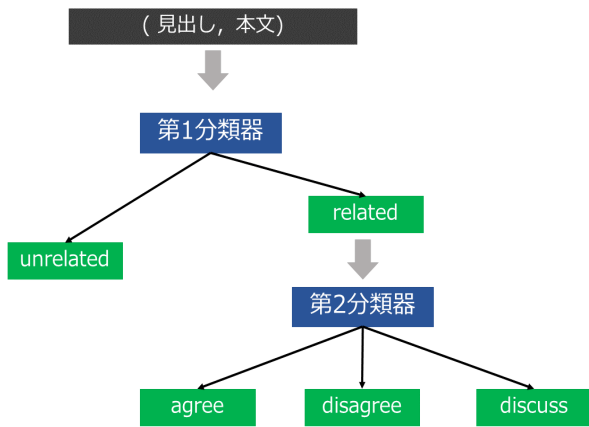 ( 見出し, 本文)
第1分類器
related
unrelated
第2分類器
agree
disagree
discuss